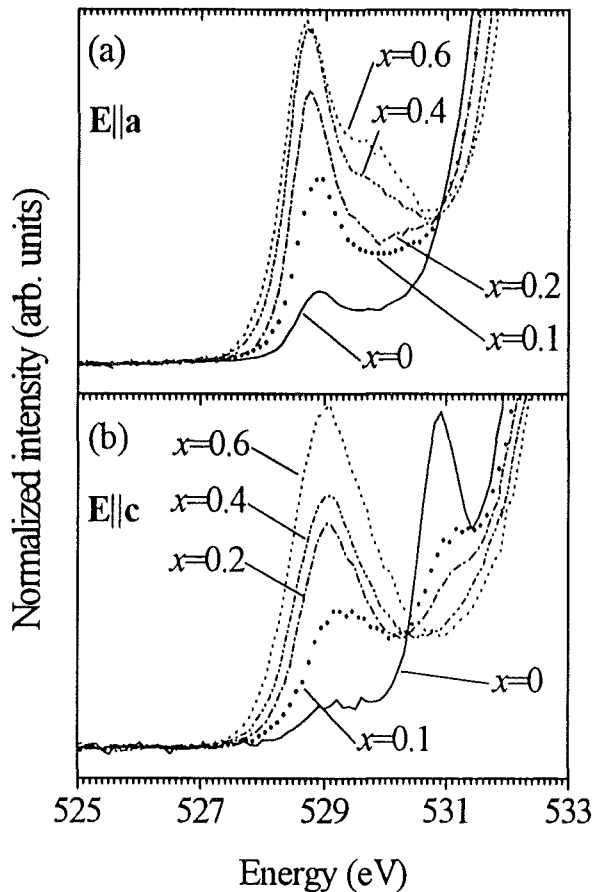 (a)
E||a
x=0.6
x=0.4
x=0.2
x=0.1
x=0
(b)
x=0.6
E||c
x=0.4
x=0.2
x=0
x=0.1
525 527 529 531 533
Energy (eV)
Normalized intensity (arb. units)